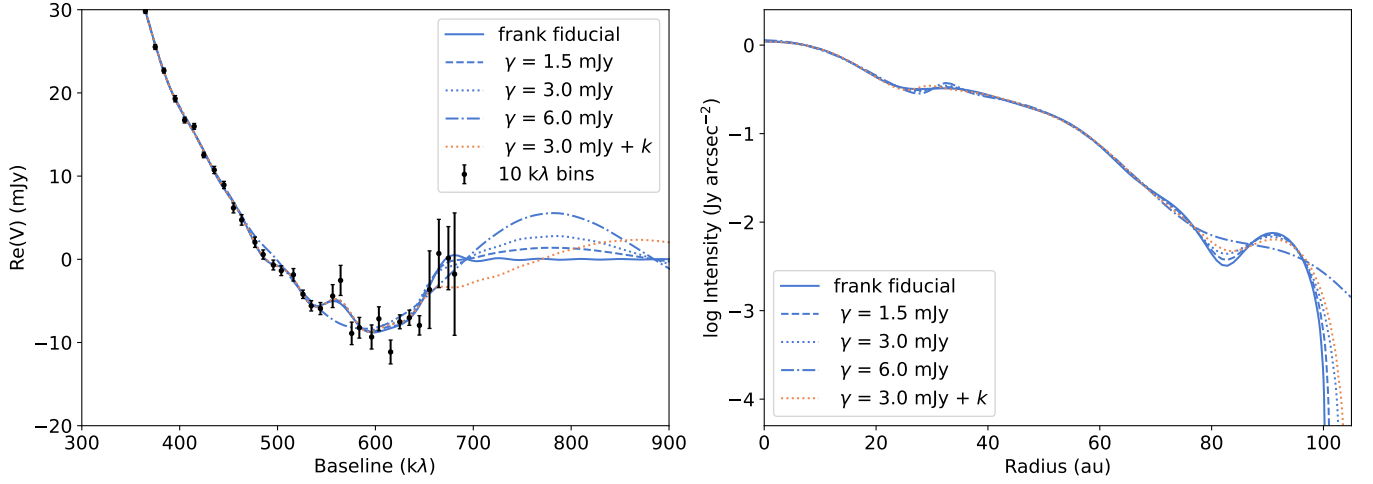 30
20
10
0
−10
−20
300
400
500
600
700
800
900
Re(V) (mJy)
Baseline (kλ)
frank fiducial
γ = 1.5 mJy
γ = 3.0 mJy
γ = 6.0 mJy
γ = 3.0 mJy + k
10 kλ bins
0
−1
−2
−3
−4
0
20
40
60
80
100
log Intensity (Jy arcsec⁻²)
Radius (au)
frank fiducial
γ = 1.5 mJy
γ = 3.0 mJy
γ = 6.0 mJy
γ = 3.0 mJy + k